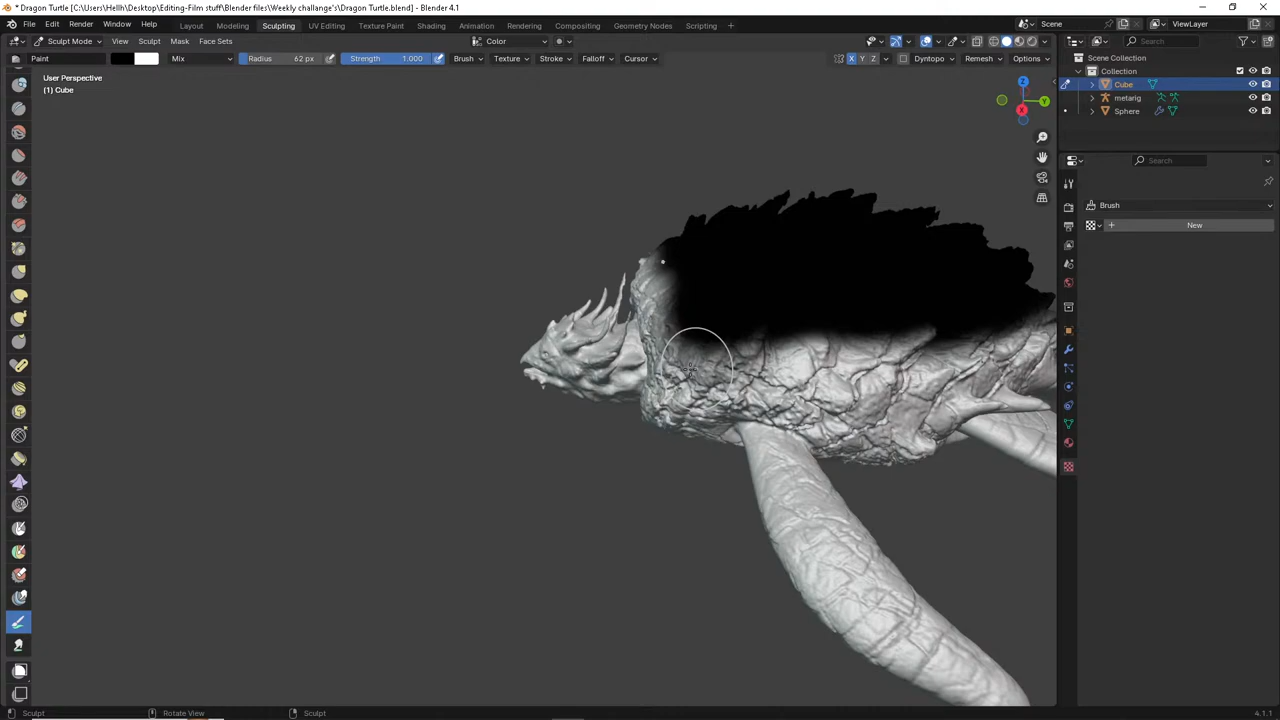 * Dragon Turtle [C:\Users\Hellh\Desktop\Editing-Film stuff\Blender files\Weekly challange's\Dragon Turtle.blend] - Blender 4.1
File Edit Render Window Help Layout Modeling Sculpting UV Editing Texture Paint Shading Animation Rendering Compositing Geometry Nodes Scripting + Scene ViewLayer
Sculpt Mode View Sculpt Mask Face Sets Color Search
Paint Mix Radius 62 px Strength 1.000 Brush Texture Stroke Falloff Cursor X Y Z Dyntopo Remesh Options Scene Collection
Collection
User Perspective
(1) Cube
Cube
metarig
Sphere
Z
Y
X
Search
Brush
+ New
Sculpt Rotate View Sculpt 4.1.1